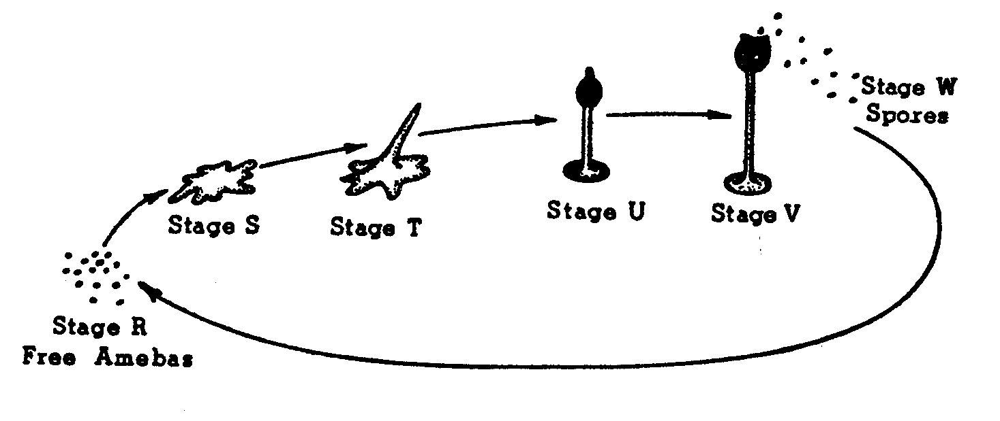 Stage W
Spores
Stage S
Stage T
Stage U
Stage V
Stage R
Free Amebas